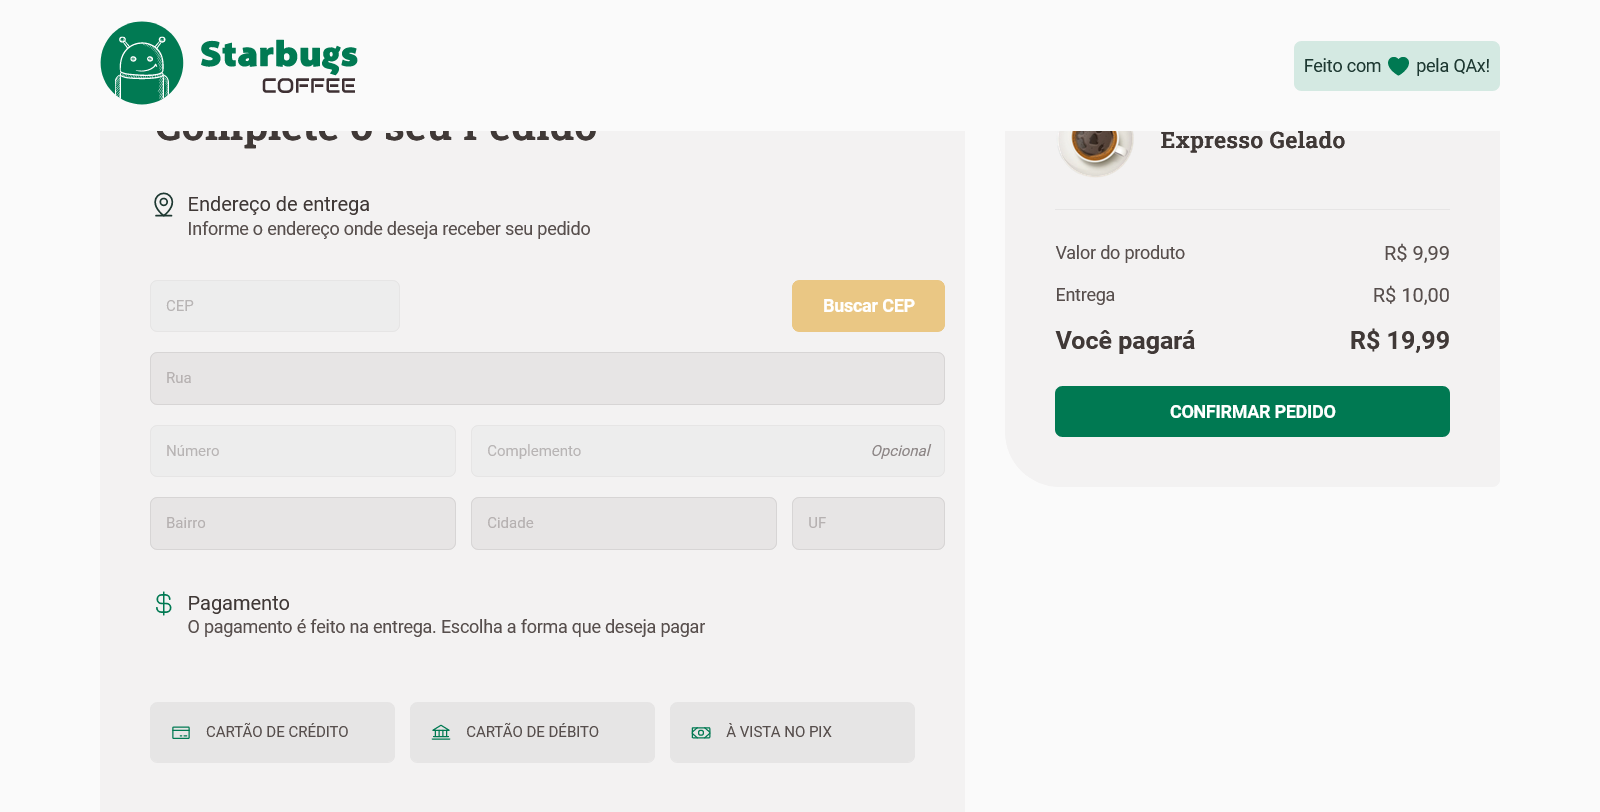 Starbugs
COFFEE
Feito com pela QAx!
Complete o seu Pedido
Endereço de entrega
Informe o endereço onde deseja receber seu pedido
CEP
Buscar CEP
Rua
Número
Complemento
Opcional
Bairro
Cidade
UF
Pagamento
O pagamento é feito na entrega. Escolha a forma que deseja pagar
CARTÃO DE CRÉDITO
CARTÃO DE DÉBITO
À VISTA NO PIX
Expresso Gelado
Valor do produto R$ 9,99
Entrega R$ 10,00
Você pagará R$ 19,99
CONFIRMAR PEDIDO